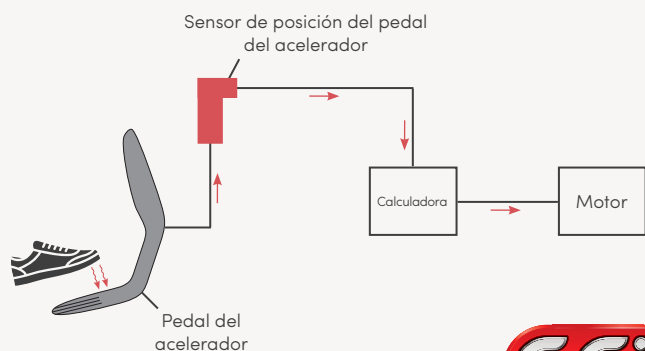 Sensor de posición del pedal
del acelerador
Calculadora
Motor
Pedal del
acelerador